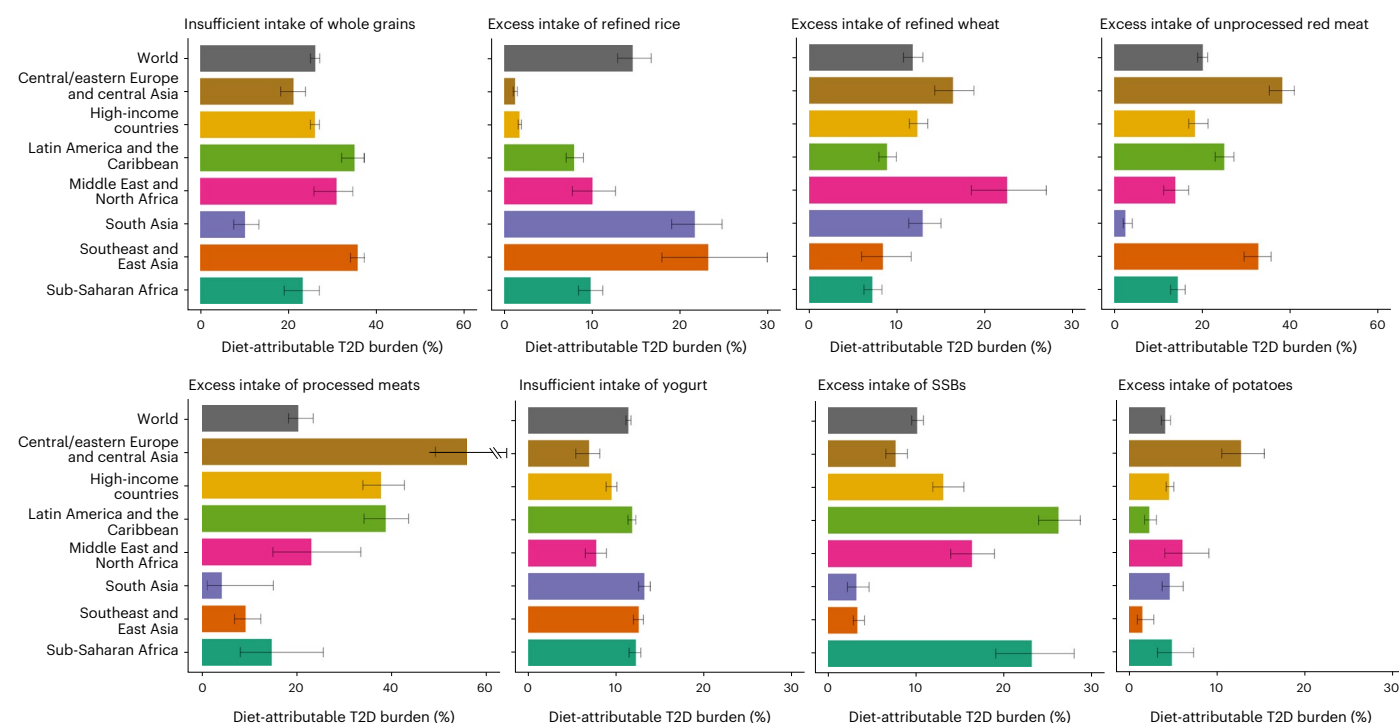 Insufficient intake of whole grains
Excess intake of refined rice
Excess intake of refined wheat
Excess intake of unprocessed red meat
World
Central/eastern Europe
and central Asia
High-income
countries
Latin America and the
Caribbean
Middle East and
North Africa
South Asia
Southeast and
East Asia
Sub-Saharan Africa
0 20 40 60
0 10 20 30
0 10 20 30
0 20 40 60
Diet-attributable T2D burden (%)
Diet-attributable T2D burden (%)
Diet-attributable T2D burden (%)
Diet-attributable T2D burden (%)
Excess intake of processed meats
Insufficient intake of yogurt
Excess intake of SSBs
Excess intake of potatoes
World
Central/eastern Europe
and central Asia
High-income
countries
Latin America and the
Caribbean
Middle East and
North Africa
South Asia
Southeast and
East Asia
Sub-Saharan Africa
0 20 40 60
0 10 20 30
0 10 20 30
0 10 20 30
Diet-attributable T2D burden (%)
Diet-attributable T2D burden (%)
Diet-attributable T2D burden (%)
Diet-attributable T2D burden (%)